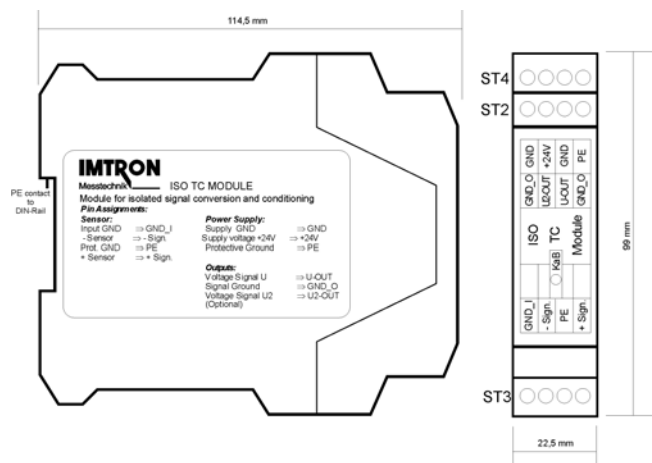 114,5 mm
PE contact
to
DIN-Rail
IMTRON
Messtechnik ISO TC MODULE
Module for isolated signal conversion and conditioning
Pin Assignments:
Sensor:
Input GND ⇒ GND_I
- Sensor ⇒ - Sign.
Prot. GND ⇒ PE
+ Sensor ⇒ + Sign.
Power Supply:
Supply GND ⇒ GND
Supply voltage +24V ⇒ +24V
Protective Ground ⇒ PE
Outputs:
Voltage Signal U ⇒ U-OUT
Signal Ground ⇒ GND_O
Voltage Signal U2 ⇒ U2-OUT
(Optional)
ST4
ST2
GND
+24V
GND
PE
GND_O
U2-OUT
U-OUT
GND_O
ISO
TC
Module
KaB
GND_I
- Sign.
PE
+ Sign.
ST3
99 mm
22,5 mm